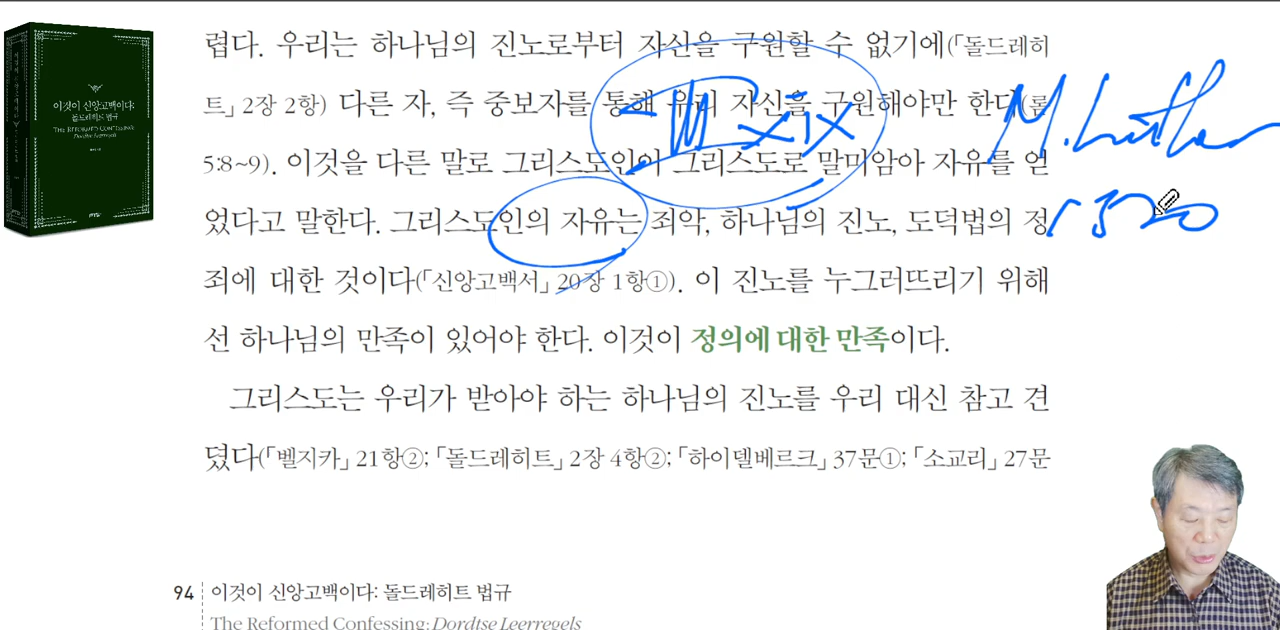 이것이 신앙고백이다:
돌드레히트 법규
THE REFORMED CONFESSING:
Dordtse Leerregels
렵다. 우리는 하나님의 진노로부터 자신을 구원할 수 없기에(「돌드레히
트」 2장 2항) 다른 자, 즉 중보자를 통해 우리 자신을 구원해야만 한다(롬
5:8~9). 이것을 다른 말로 그리스도인이 그리스도로 말미암아 자유를 얻
었다고 말한다. 그리스도인의 자유는 죄악, 하나님의 진노, 도덕법의 정
죄에 대한 것이다(「신앙고백서」 20장 1항①). 이 진노를 누그러뜨리기 위해
선 하나님의 만족이 있어야 한다. 이것이 정의에 대한 만족이다.
그리스도는 우리가 받아야 하는 하나님의 진노를 우리 대신 참고 견
뎠다(「벨지카」 21항②; 「돌드레히트」 2장 4항②; 「하이델베르크」 37문①; 「소교리」 27문
M. Luther
1520
94 이것이 신앙고백이다: 돌드레히트 법규
The Reformed Confessing: Dordtse Leerregels